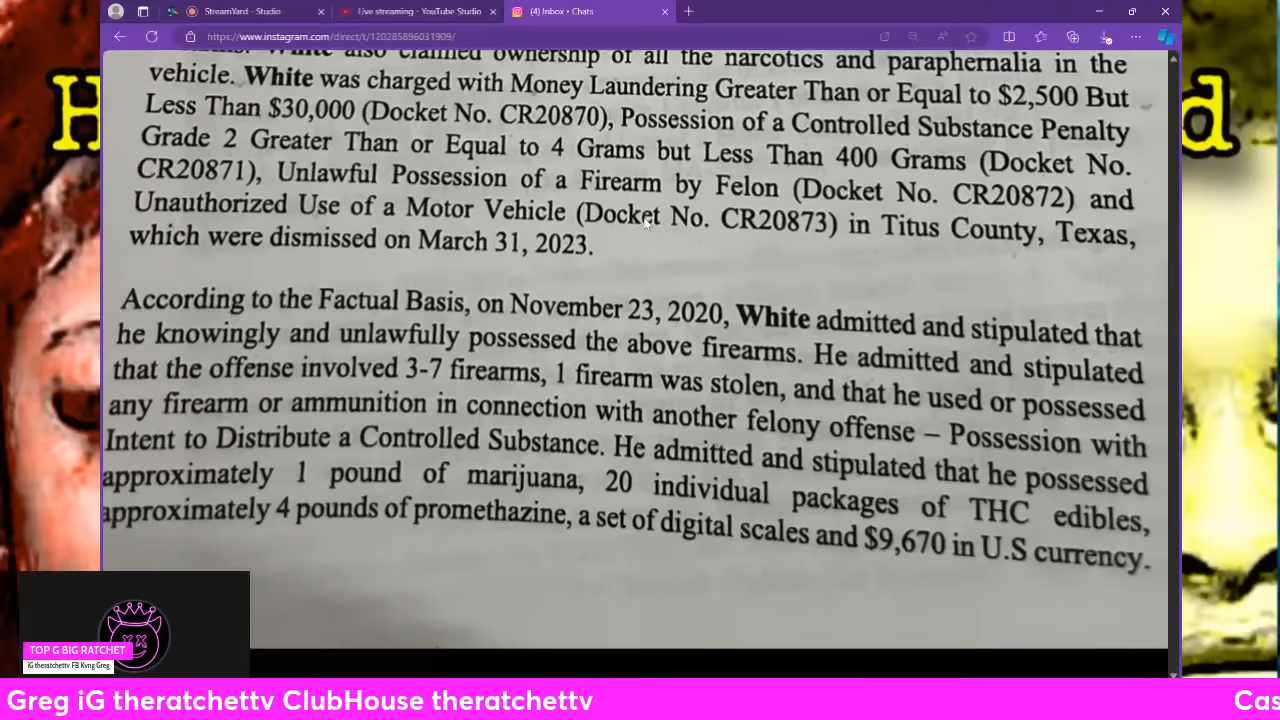 StreamYard - Studio
Live streaming - YouTube Studio
(4) Inbox • Chats
https://www.instagram.com/direct/t/120285896031909/
White also claimed ownership of all the narcotics and paraphernalia in the
vehicle. White was charged with Money Laundering Greater Than or Equal to $2,500 But
Less Than $30,000 (Docket No. CR20870), Possession of a Controlled Substance Penalty
Grade 2 Greater Than or Equal to 4 Grams but Less Than 400 Grams (Docket No.
CR20871), Unlawful Possession of a Firearm by Felon (Docket No. CR20872) and
Unauthorized Use of a Motor Vehicle (Docket No. CR20873) in Titus County, Texas,
which were dismissed on March 31, 2023.
According to the Factual Basis, on November 23, 2020, White admitted and stipulated that
he knowingly and unlawfully possessed the above firearms. He admitted and stipulated
that the offense involved 3-7 firearms, 1 firearm was stolen, and that he used or possessed
any firearm or ammunition in connection with another felony offense – Possession with
Intent to Distribute a Controlled Substance. He admitted and stipulated that he possessed
approximately 1 pound of marijuana, 20 individual packages of THC edibles,
approximately 4 pounds of promethazine, a set of digital scales and $9,670 in U.S currency.
H
d
TOP G BIG RATCHET
iG theratchettv FB Kvng Greg
Greg iG theratchettv ClubHouse theratchettv
Cas